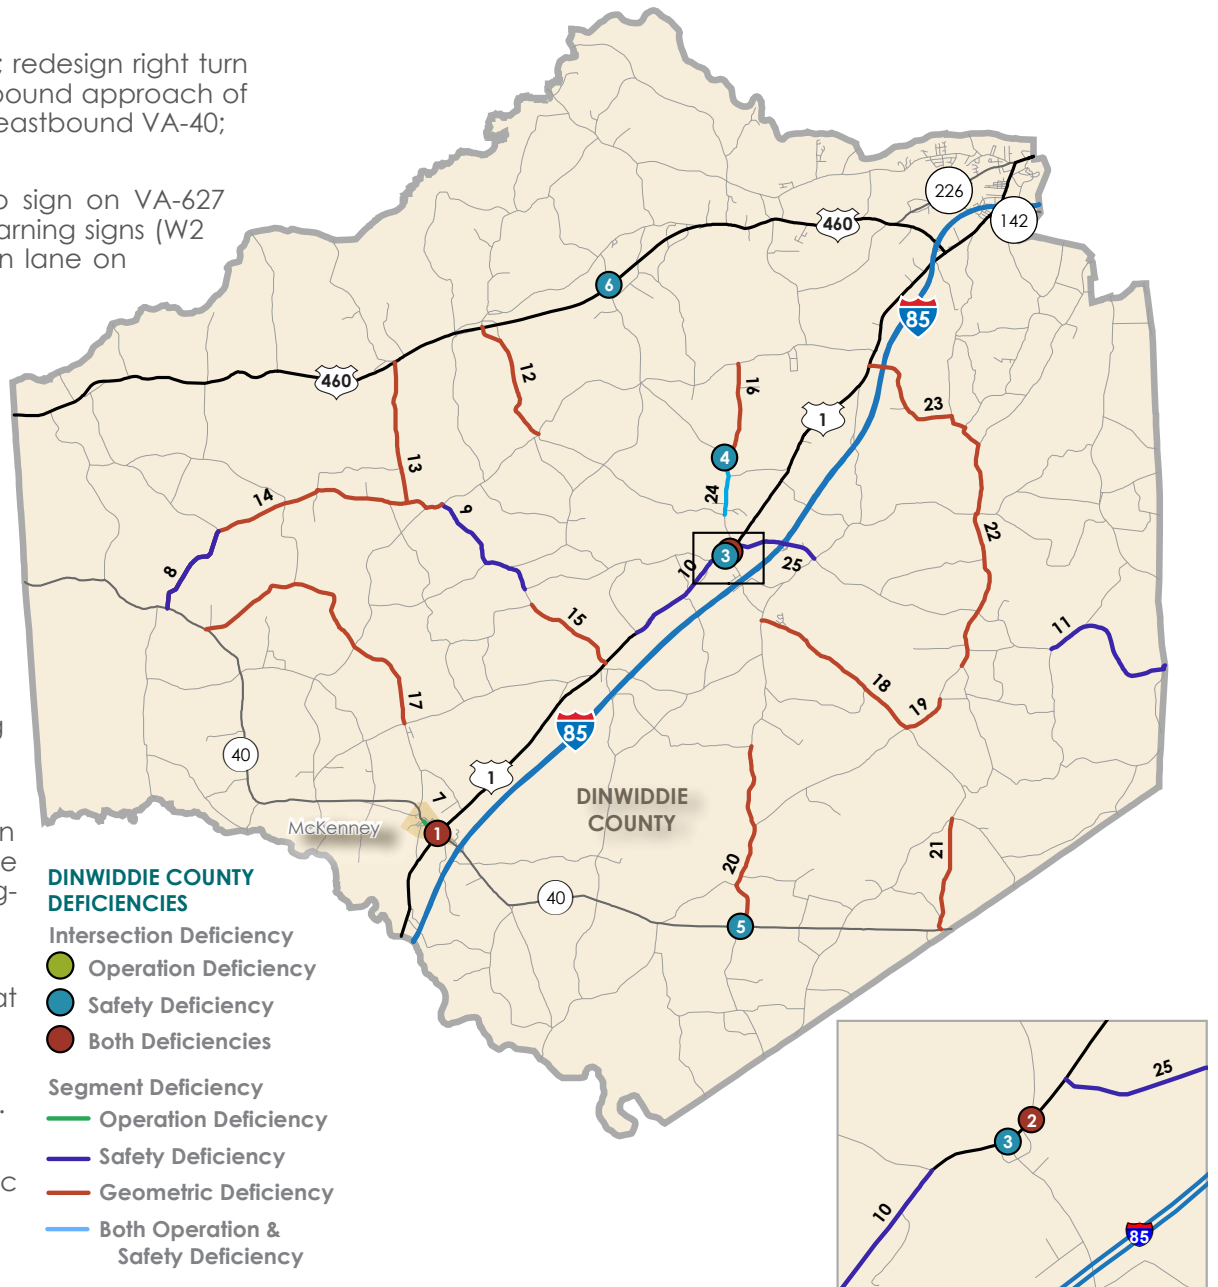 ; redesign right turn
bound approach of
eastbound VA-40;
o sign on VA-627
arning signs (W2
n lane on
226
142
460
6
85
460
12
16
1
23
13
4
14
24
9
22
3
10
25
8
15
11
18
19
17
g
85
40
1
7
DINWIDDIE
COUNTY
McKenney
1
n
e
g-
20
21
40
5
at
.
c
DINWIDDIE COUNTY
DEFICIENCIES
Intersection Deficiency
Operation Deficiency
Safety Deficiency
Both Deficiencies
Segment Deficiency
Operation Deficiency
Safety Deficiency
Geometric Deficiency
Both Operation &
Safety Deficiency
25
2
3
10
85